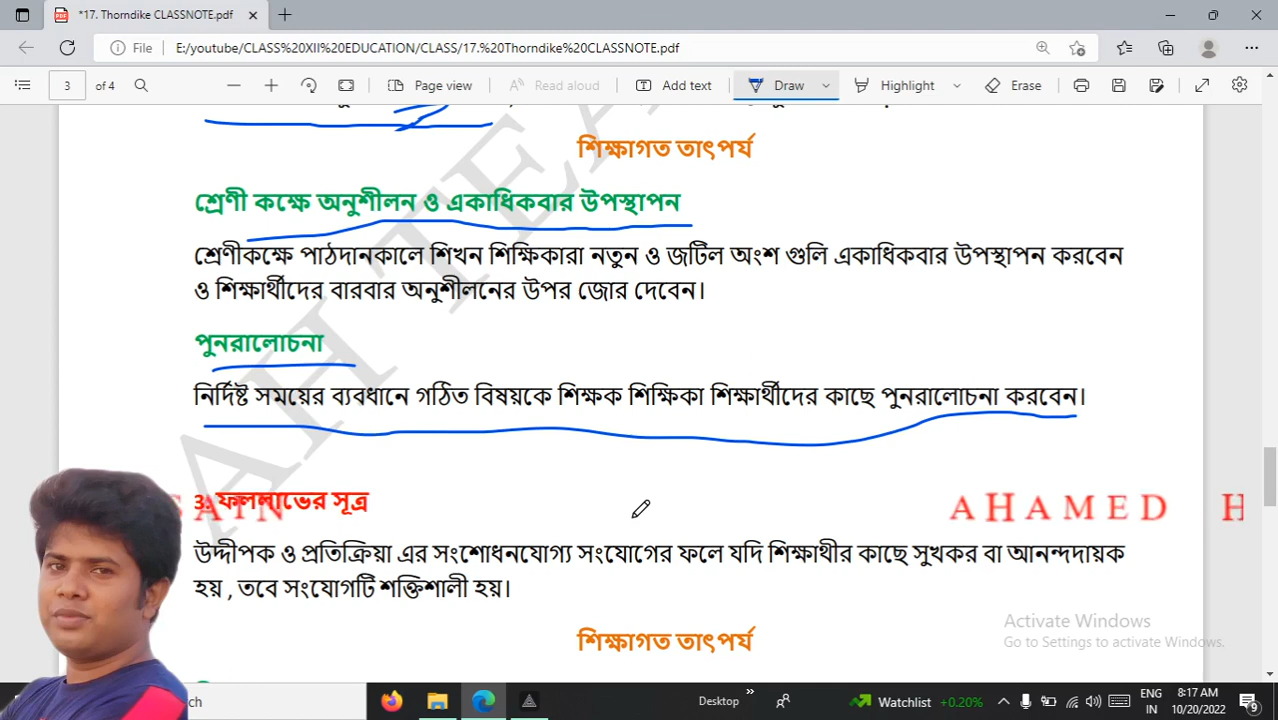 *17. Thorndike CLASSNOTE.pdf
File E:/youtube/CLASS%20XII%20EDUCATION/CLASS/17.%20Thorndike%20CLASSNOTE.pdf
3 of 4 Page view Read aloud Add text Draw Highlight Erase
শিক্ষাগত তাৎপর্য
শ্রেণী কক্ষে অনুশীলন ও একাধিকবার উপস্থাপন
শ্রেণীকক্ষে পাঠদানকালে শিখন শিক্ষিকারা নতুন ও জটিল অংশ গুলি একাধিকবার উপস্থাপন করবেন
ও শিক্ষার্থীদের বারবার অনুশীলনের উপর জোর দেবেন।
পুনরালোচনা
নির্দিষ্ট সময়ের ব্যবধানে গঠিত বিষয়কে শিক্ষক শিক্ষিকা শিক্ষার্থীদের কাছে পুনরালোচনা করবেন।
3. ফললাভের সূত্র
AHAMED H
উদ্দীপক ও প্রতিক্রিয়া এর সংশোধনযোগ্য সংযোগের ফলে যদি শিক্ষাথীর কাছে সুখকর বা আনন্দদায়ক
হয় , তবে সংযোগটি শক্তিশালী হয়।
Activate Windows
Go to Settings to activate Windows.
শিক্ষাগত তাৎপর্য
rch Desktop Watchlist +0.20% ENG 8:17 AM
IN 10/20/2022